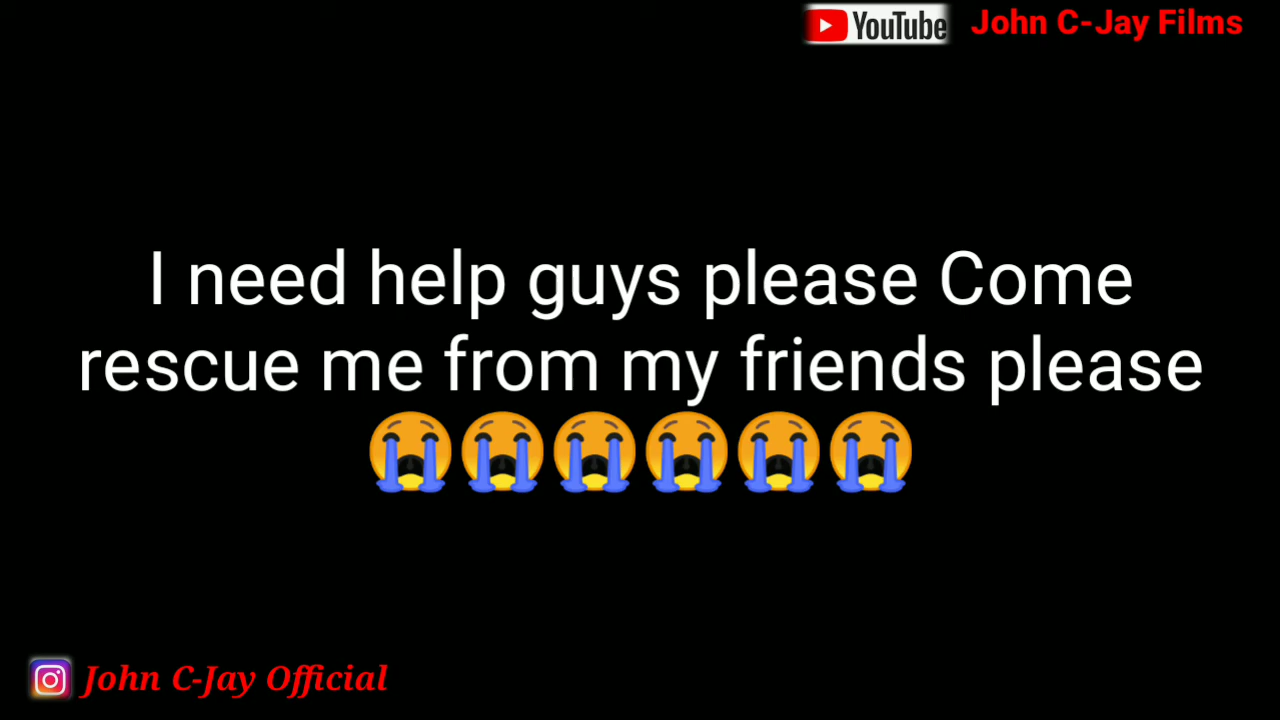 YouTube John C-Jay Films
I need help guys please Come
rescue me from my friends please
😭😭😭😭😭😭
John C-Jay Official